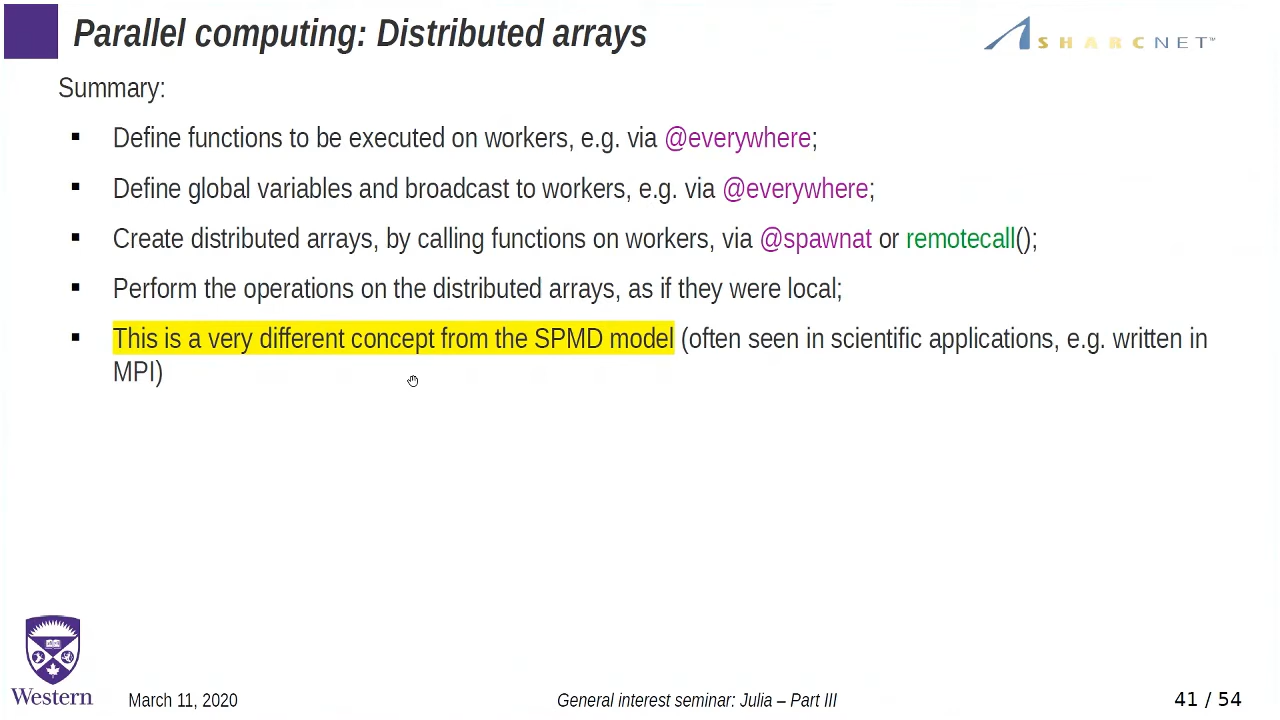 Parallel computing: Distributed arrays
SHARCNET™
Summary:
Define functions to be executed on workers, e.g. via @everywhere;
Define global variables and broadcast to workers, e.g. via @everywhere;
Create distributed arrays, by calling functions on workers, via @spawnat or remotecall();
Perform the operations on the distributed arrays, as if they were local;
This is a very different concept from the SPMD model (often seen in scientific applications, e.g. written in
MPI)
Western
March 11, 2020
General interest seminar: Julia – Part III
41 / 54